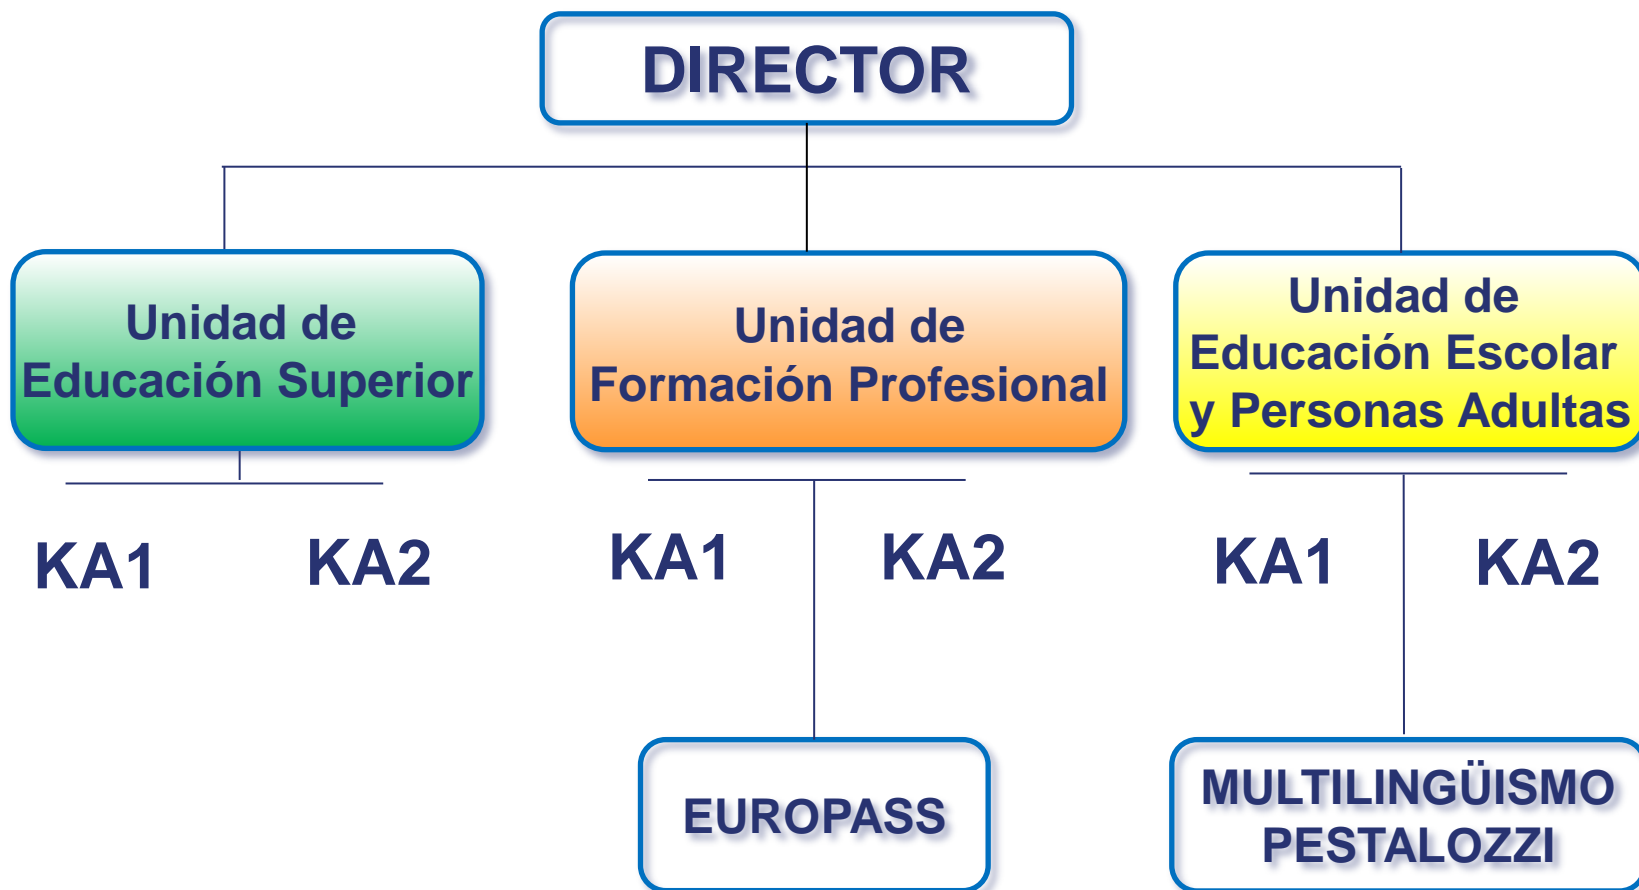 DIRECTOR
Unidad de
Educación Superior
Unidad de
Formación Profesional
Unidad de
Educación Escolar
y Personas Adultas
KA1
KA2
KA1
KA2
KA1
KA2
EUROPASS
MULTILINGÜISMO
PESTALOZZI